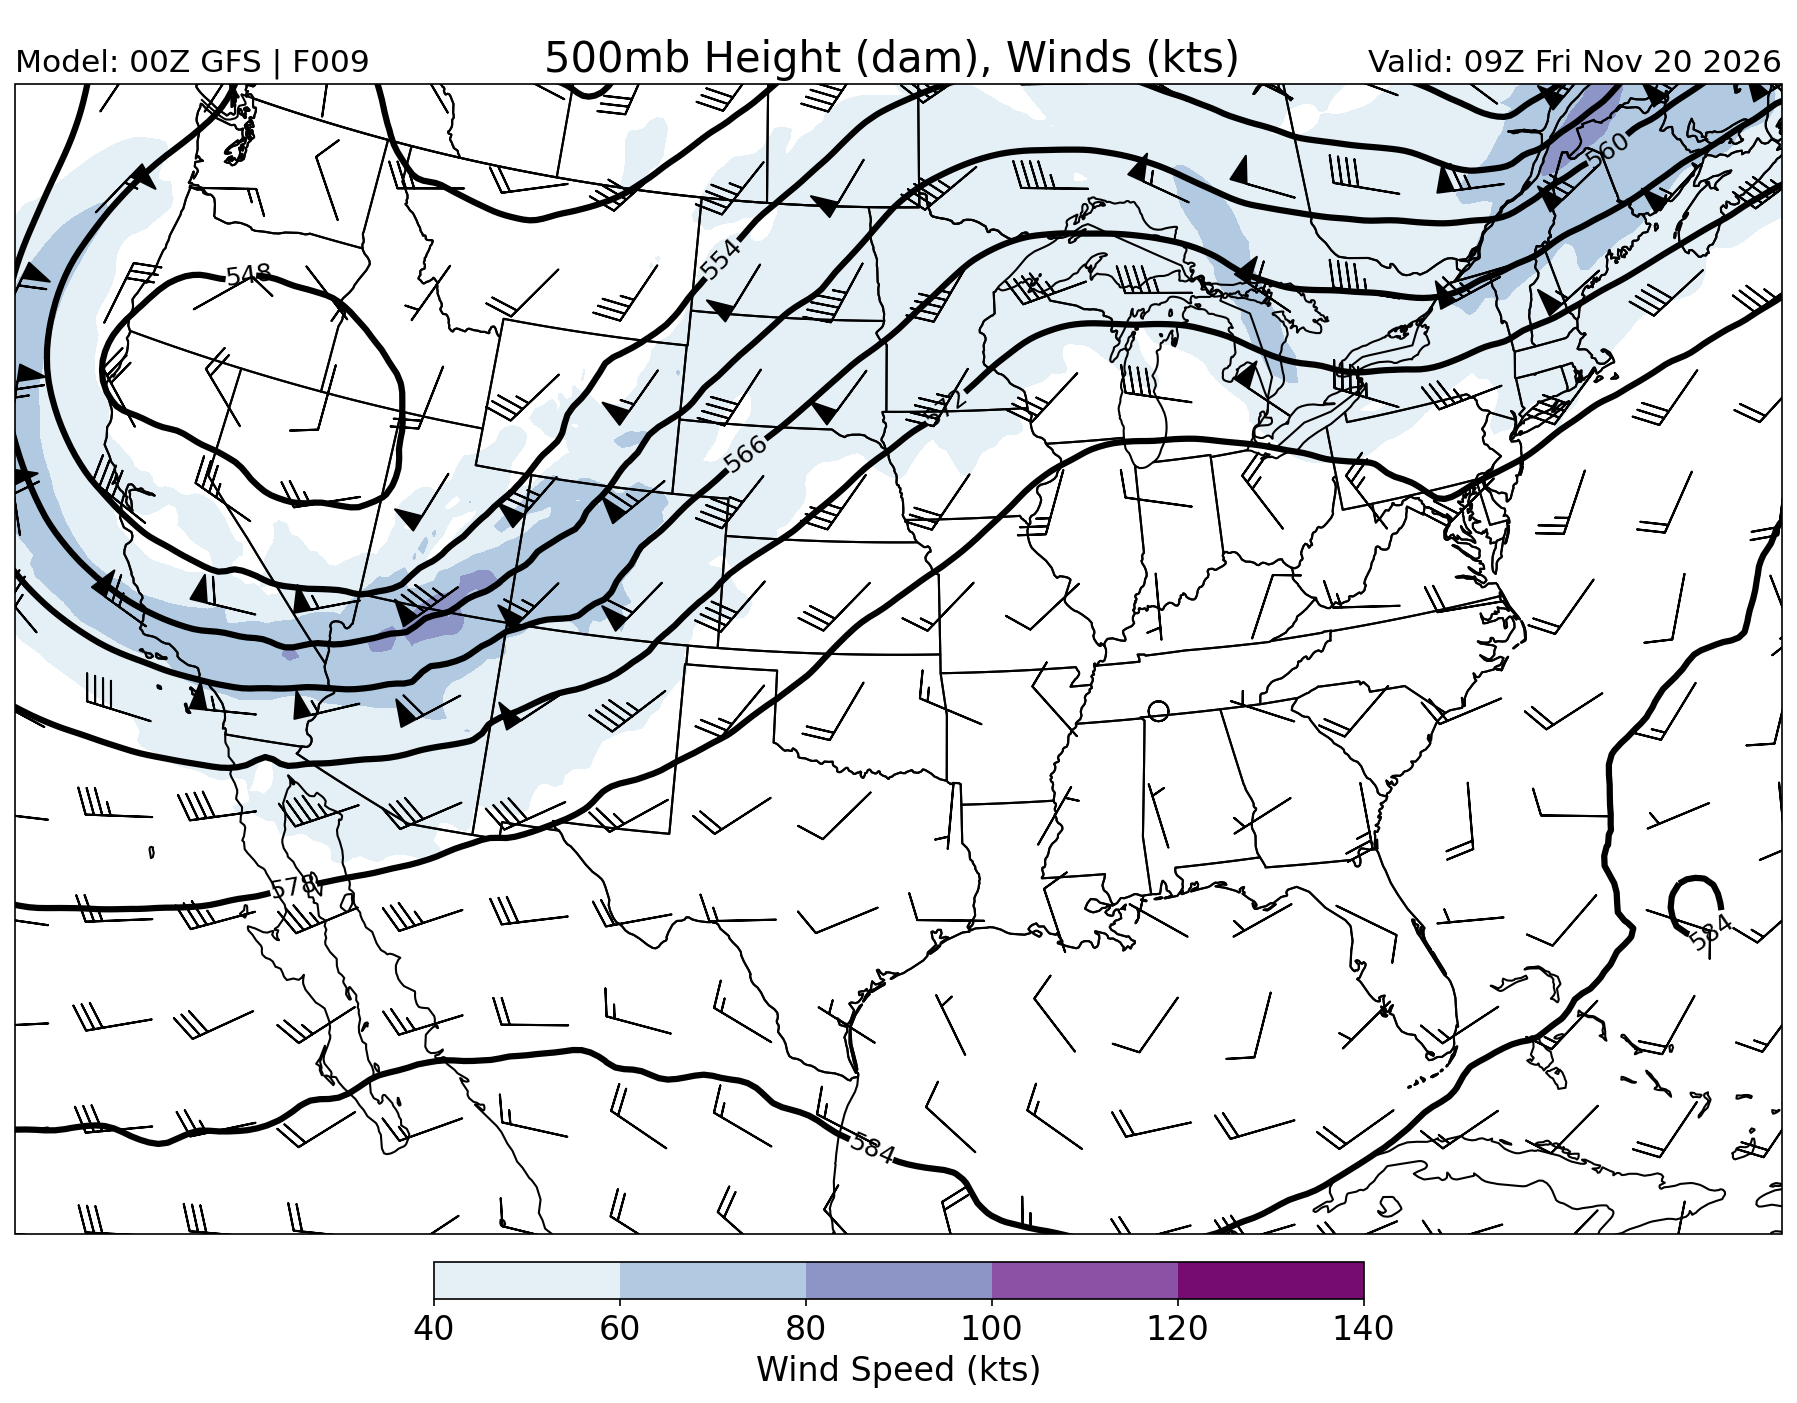 500mb Height (dam), Winds (kts)
Model: 00Z GFS | F009
Valid: 09Z Fri Nov 20 2026
560
554
548
566
578
584
584
40 60 80 100 120 140
Wind Speed (kts)